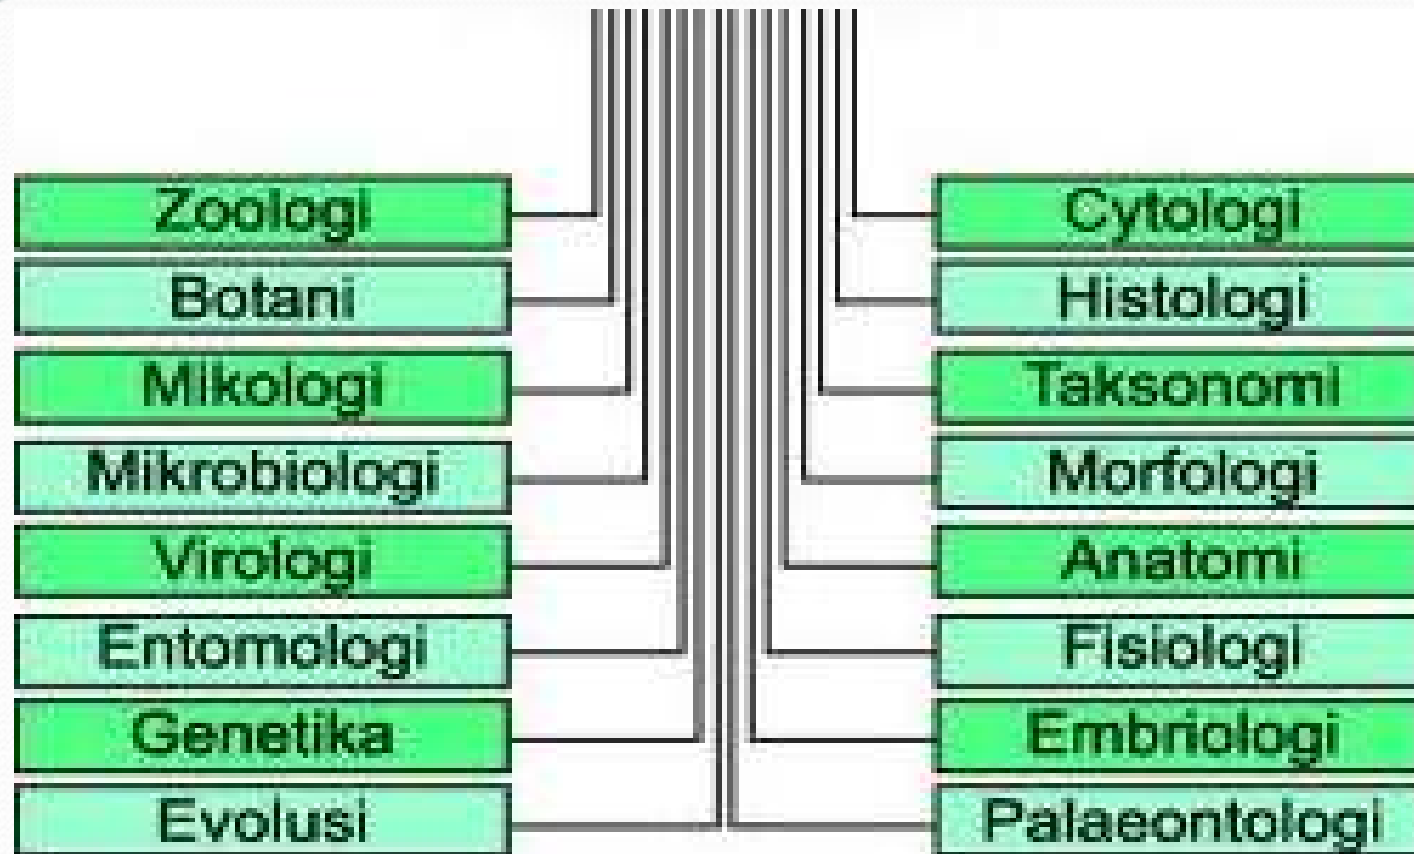 Zoologi
Botani
Mikologi
Mikrobiologi
Virologi
Entomologi
Genetika
Evolusi
Cytologi
Histologi
Taksonomi
Morfologi
Anatomi
Fisiologi
Embriologi
Palaeontologi